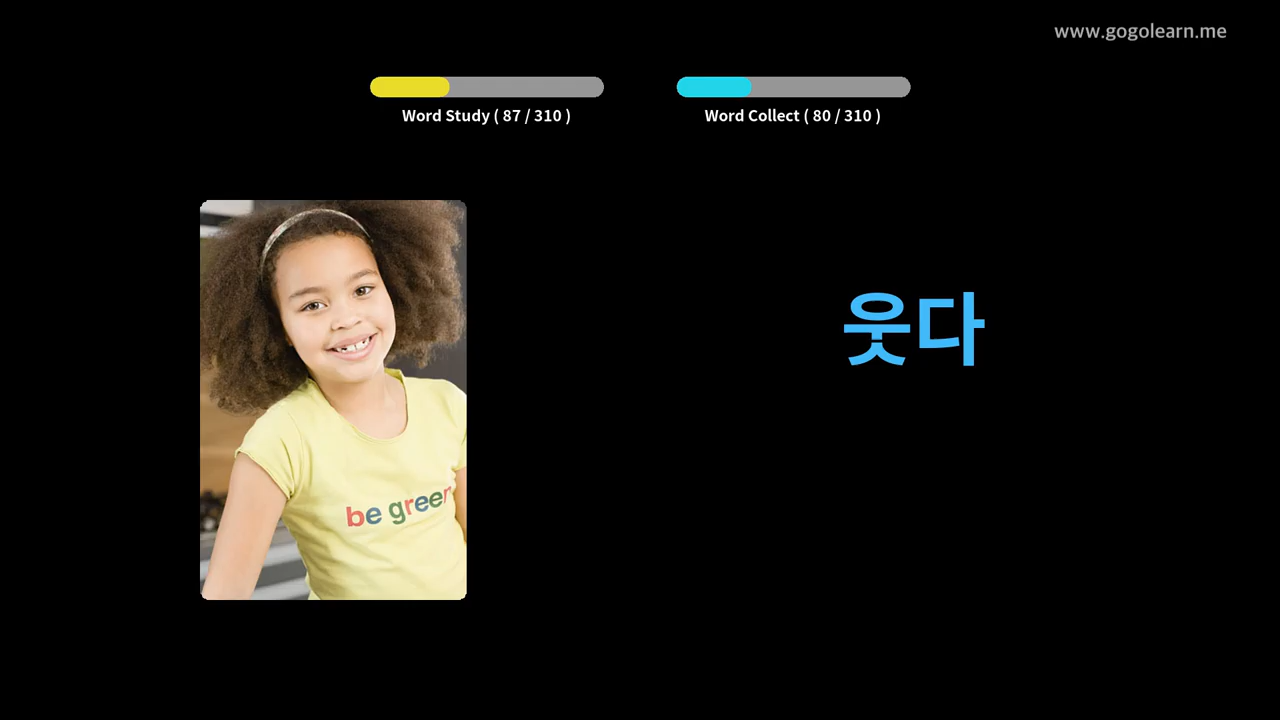 www.gogolearn.me
Word Study ( 87 / 310 )
Word Collect ( 80 / 310 )
웃다
be green